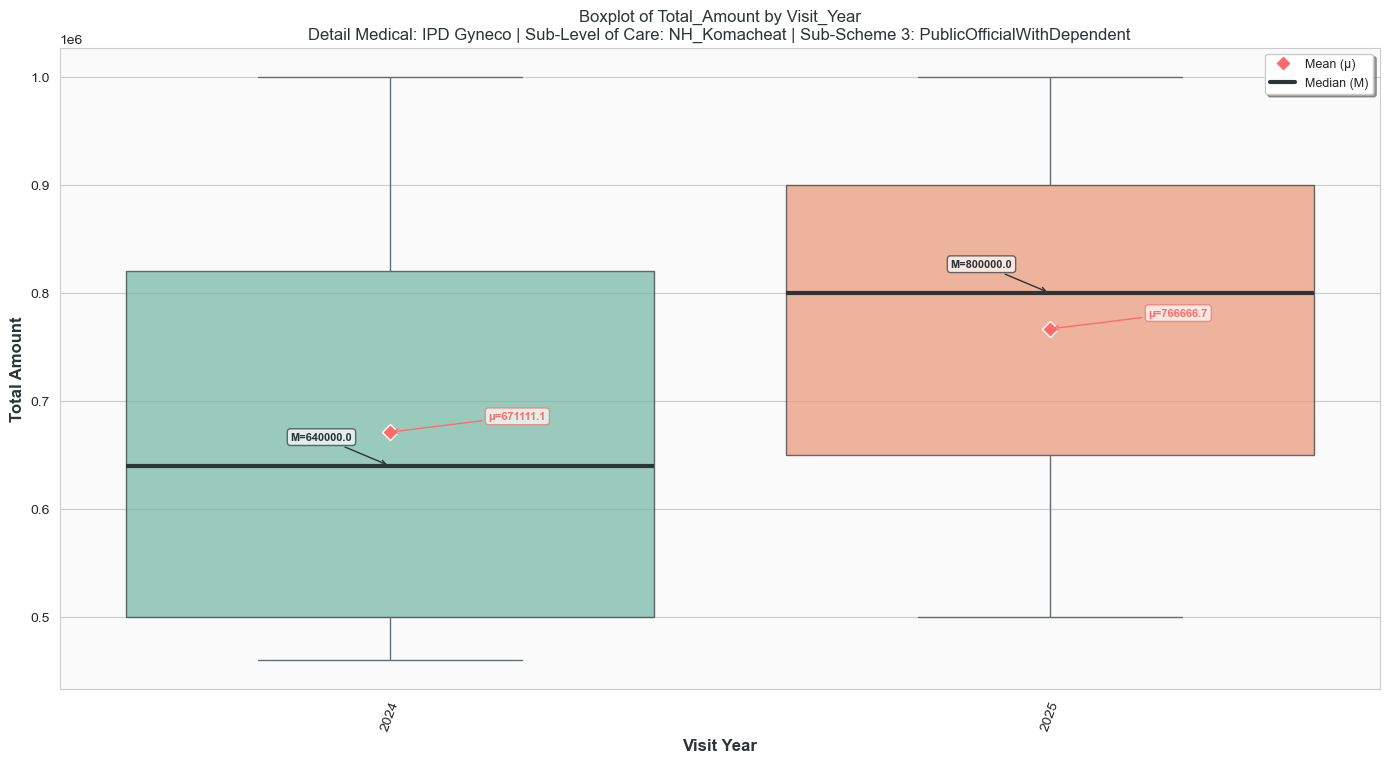 Boxplot of Total_Amount by Visit_Year
Detail Medical: IPD Gyneco | Sub-Level of Care: NH_Komacheat | Sub-Scheme 3: PublicOfficialWithDependent
1e6
Mean (μ)
Median (M)
1.0
0.9
0.8
0.7
0.6
0.5
Total Amount
M=800000.0
μ=766666.7
μ=671111.1
M=640000.0
2024
2025
Visit Year